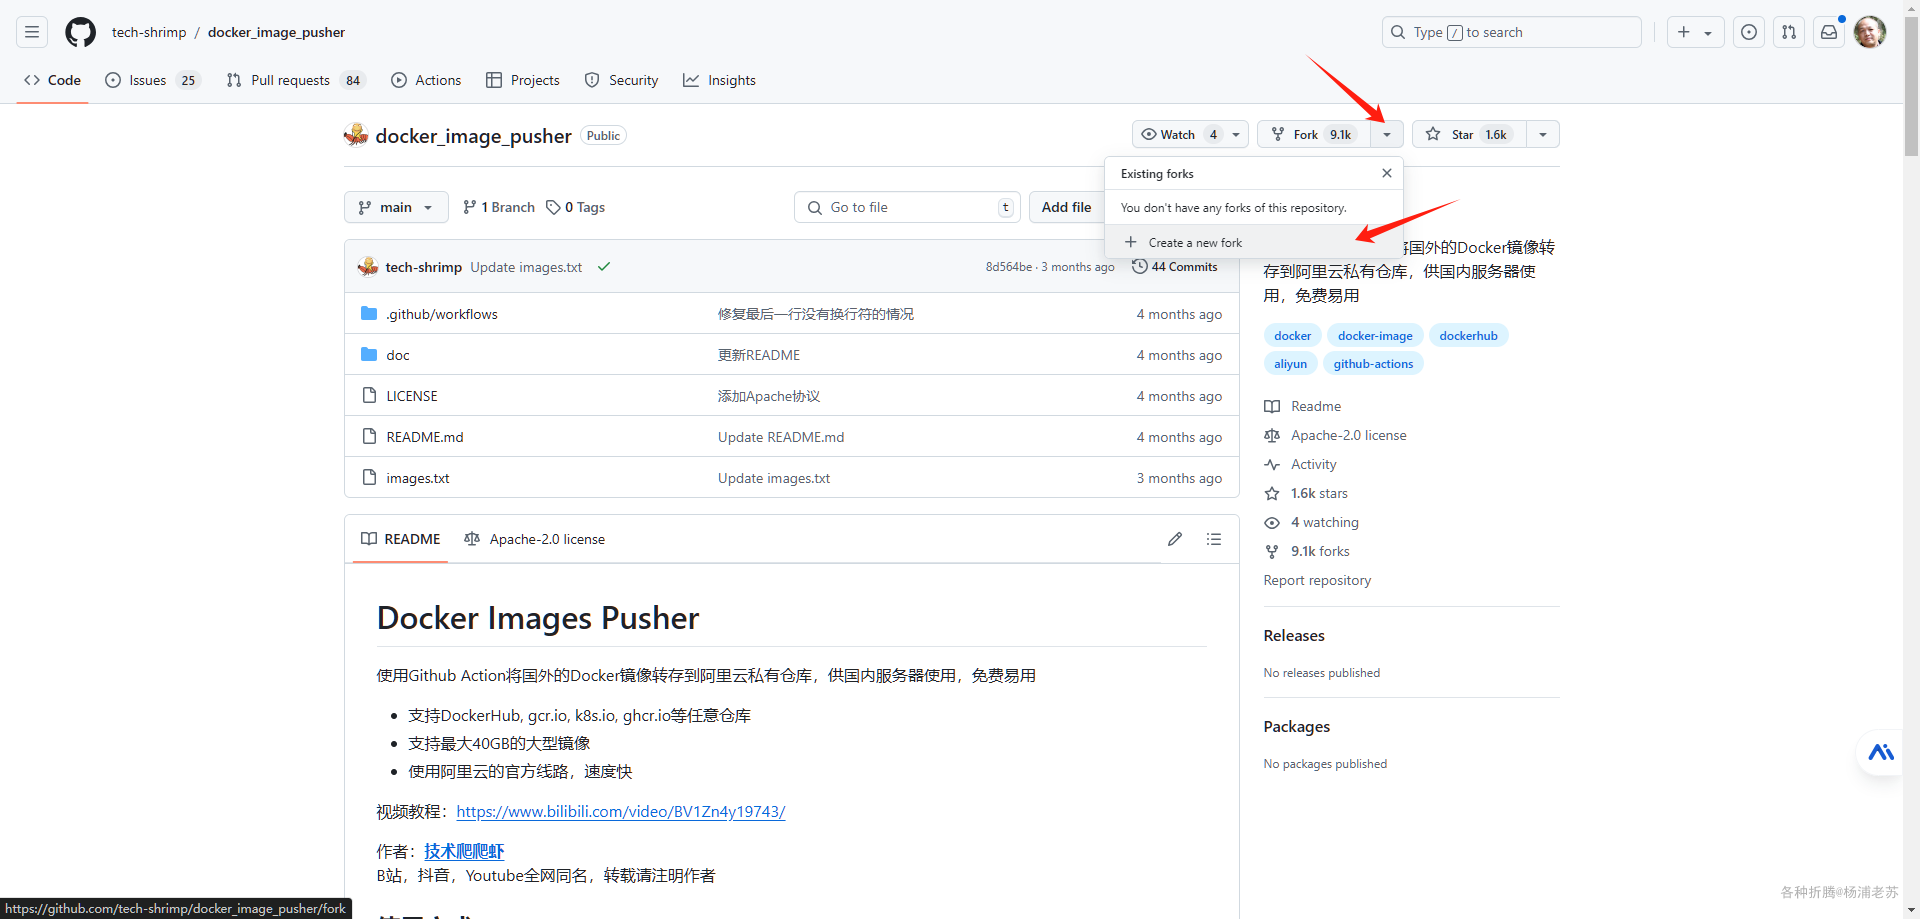 tech-shrimp / docker_image_pusher
Type / to search
Code
Issues 25
Pull requests 84
Actions
Projects
Security
Insights
docker_image_pusher Public
Watch 4
Fork 9.1k
Star 1.6k
Existing forks
You don't have any forks of this repository.
Create a new fork
main
1 Branch
0 Tags
Go to file t
Add file
tech-shrimp Update images.txt
8d564be · 3 months ago
44 Commits
.github/workflows 修复最后一行没有换行符的情况 4 months ago
doc 更新README 4 months ago
LICENSE 添加Apache协议 4 months ago
README.md Update README.md 4 months ago
images.txt Update images.txt 3 months ago
国外的Docker镜像转
存到阿里云私有仓库，供国内服务器使
用，免费易用
docker docker-image dockerhub
aliyun github-actions
Readme
Apache-2.0 license
Activity
1.6k stars
4 watching
9.1k forks
Report repository
Releases
No releases published
Packages
No packages published
README
Apache-2.0 license
Docker Images Pusher
使用Github Action将国外的Docker镜像转存到阿里云私有仓库，供国内服务器使用，免费易用
支持DockerHub, gcr.io, k8s.io, ghcr.io等任意仓库
支持最大40GB的大型镜像
使用阿里云的官方线路，速度快
视频教程：https://www.bilibili.com/video/BV1Zn4y19743/
作者：技术爬爬虾
B站，抖音，Youtube全网同名，转载请注明作者
https://github.com/tech-shrimp/docker_image_pusher/fork
各种折腾@杨浦老苏